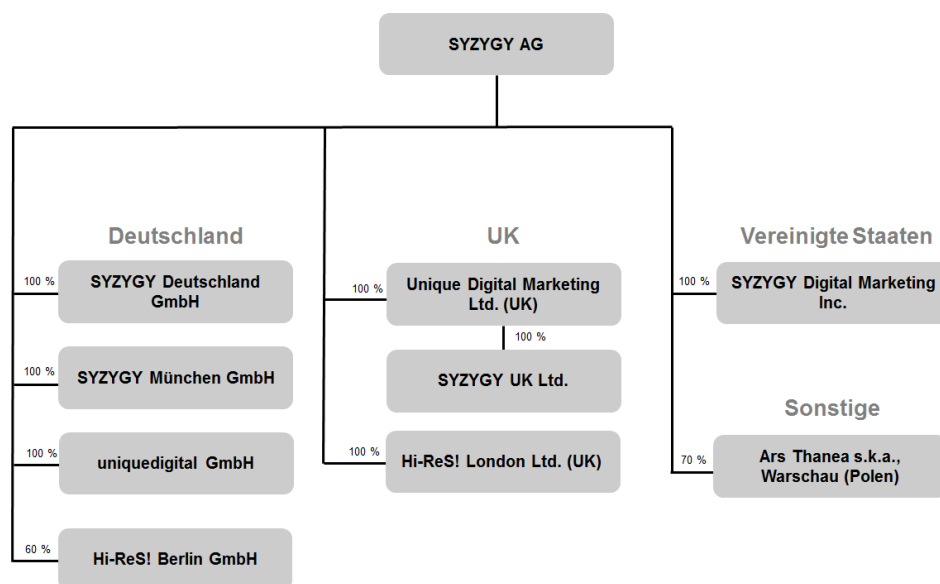 SYZYGY AG
Deutschland
100 %
SYZYGY Deutschland
GmbH
100 %
SYZYGY München GmbH
100 %
uniquedigital GmbH
60 %
Hi-ReS! Berlin GmbH
UK
100 %
Unique Digital Marketing
Ltd. (UK)
100 %
SYZYGY UK Ltd.
100 %
Hi-ReS! London Ltd. (UK)
Vereinigte Staaten
100 %
SYZYGY Digital Marketing
Inc.
Sonstige
70 %
Ars Thanea s.k.a.,
Warschau (Polen)